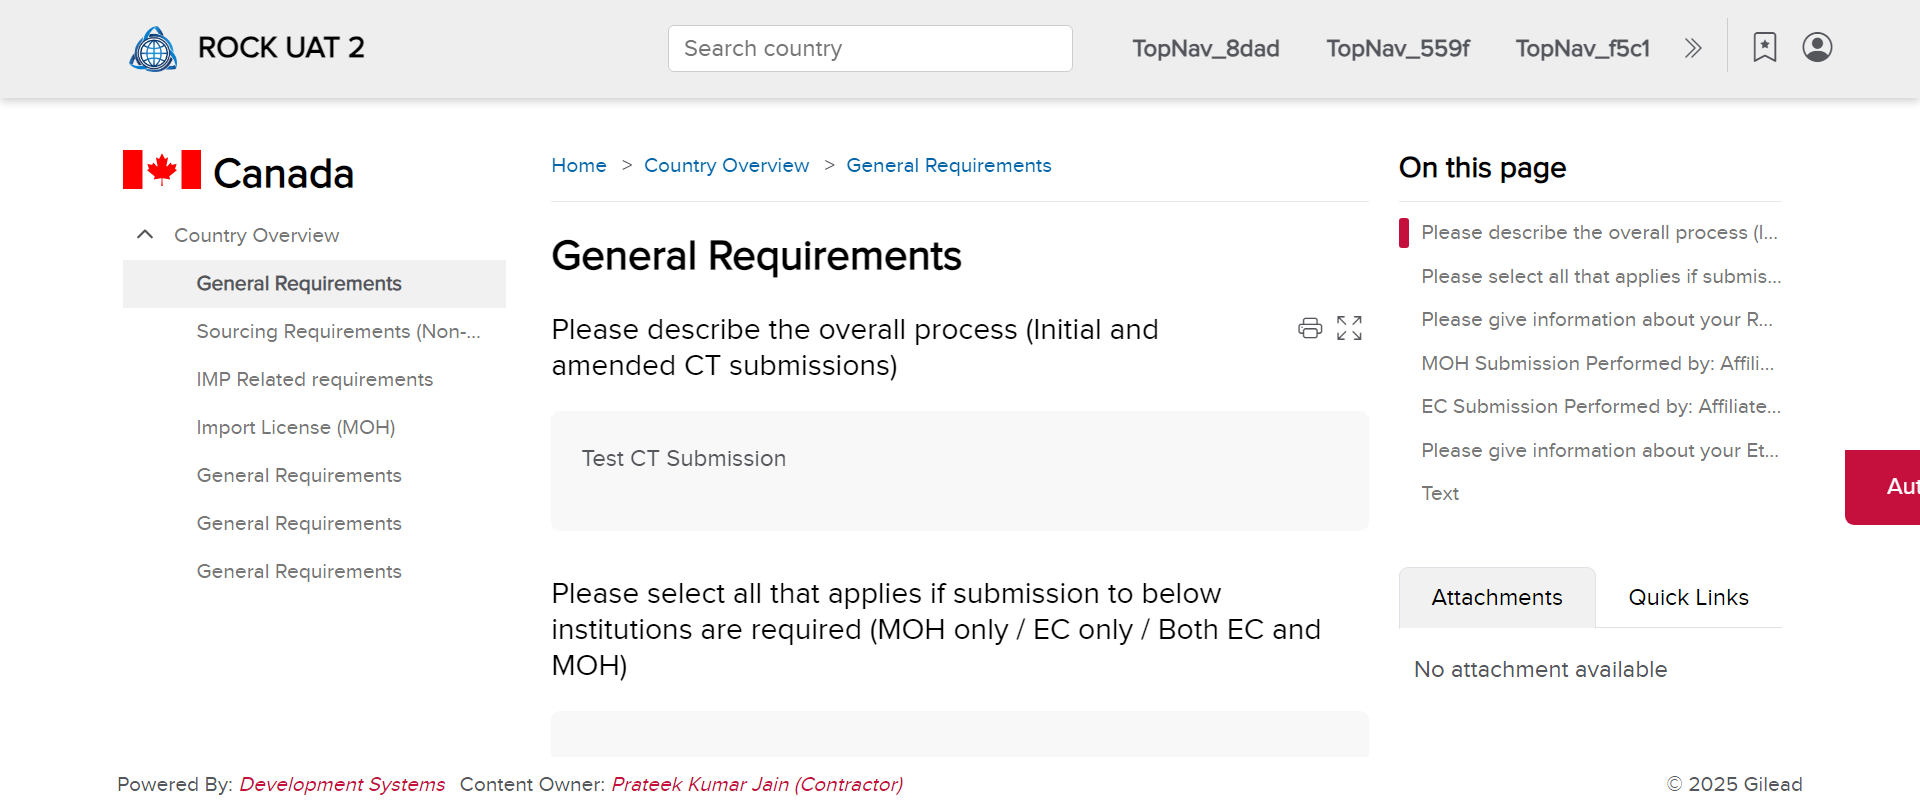 ROCK UAT 2
Search country
TopNav_8dad
TopNav_559f
TopNav_f5c1
Canada
Country Overview
General Requirements
Sourcing Requirements (Non-...
IMP Related requirements
Import License (MOH)
General Requirements
General Requirements
General Requirements
Home > Country Overview > General Requirements
General Requirements
Please describe the overall process (Initial and
amended CT submissions)
Test CT Submission
Please select all that applies if submission to below
institutions are required (MOH only / EC only / Both EC and
MOH)
On this page
Please describe the overall process (I...
Please select all that applies if submis...
Please give information about your R...
MOH Submission Performed by: Affili...
EC Submission Performed by: Affiliate...
Please give information about your Et...
Text
Aut
Attachments
Quick Links
No attachment available
Powered By: Development Systems Content Owner: Prateek Kumar Jain (Contractor)
© 2025 Gilead